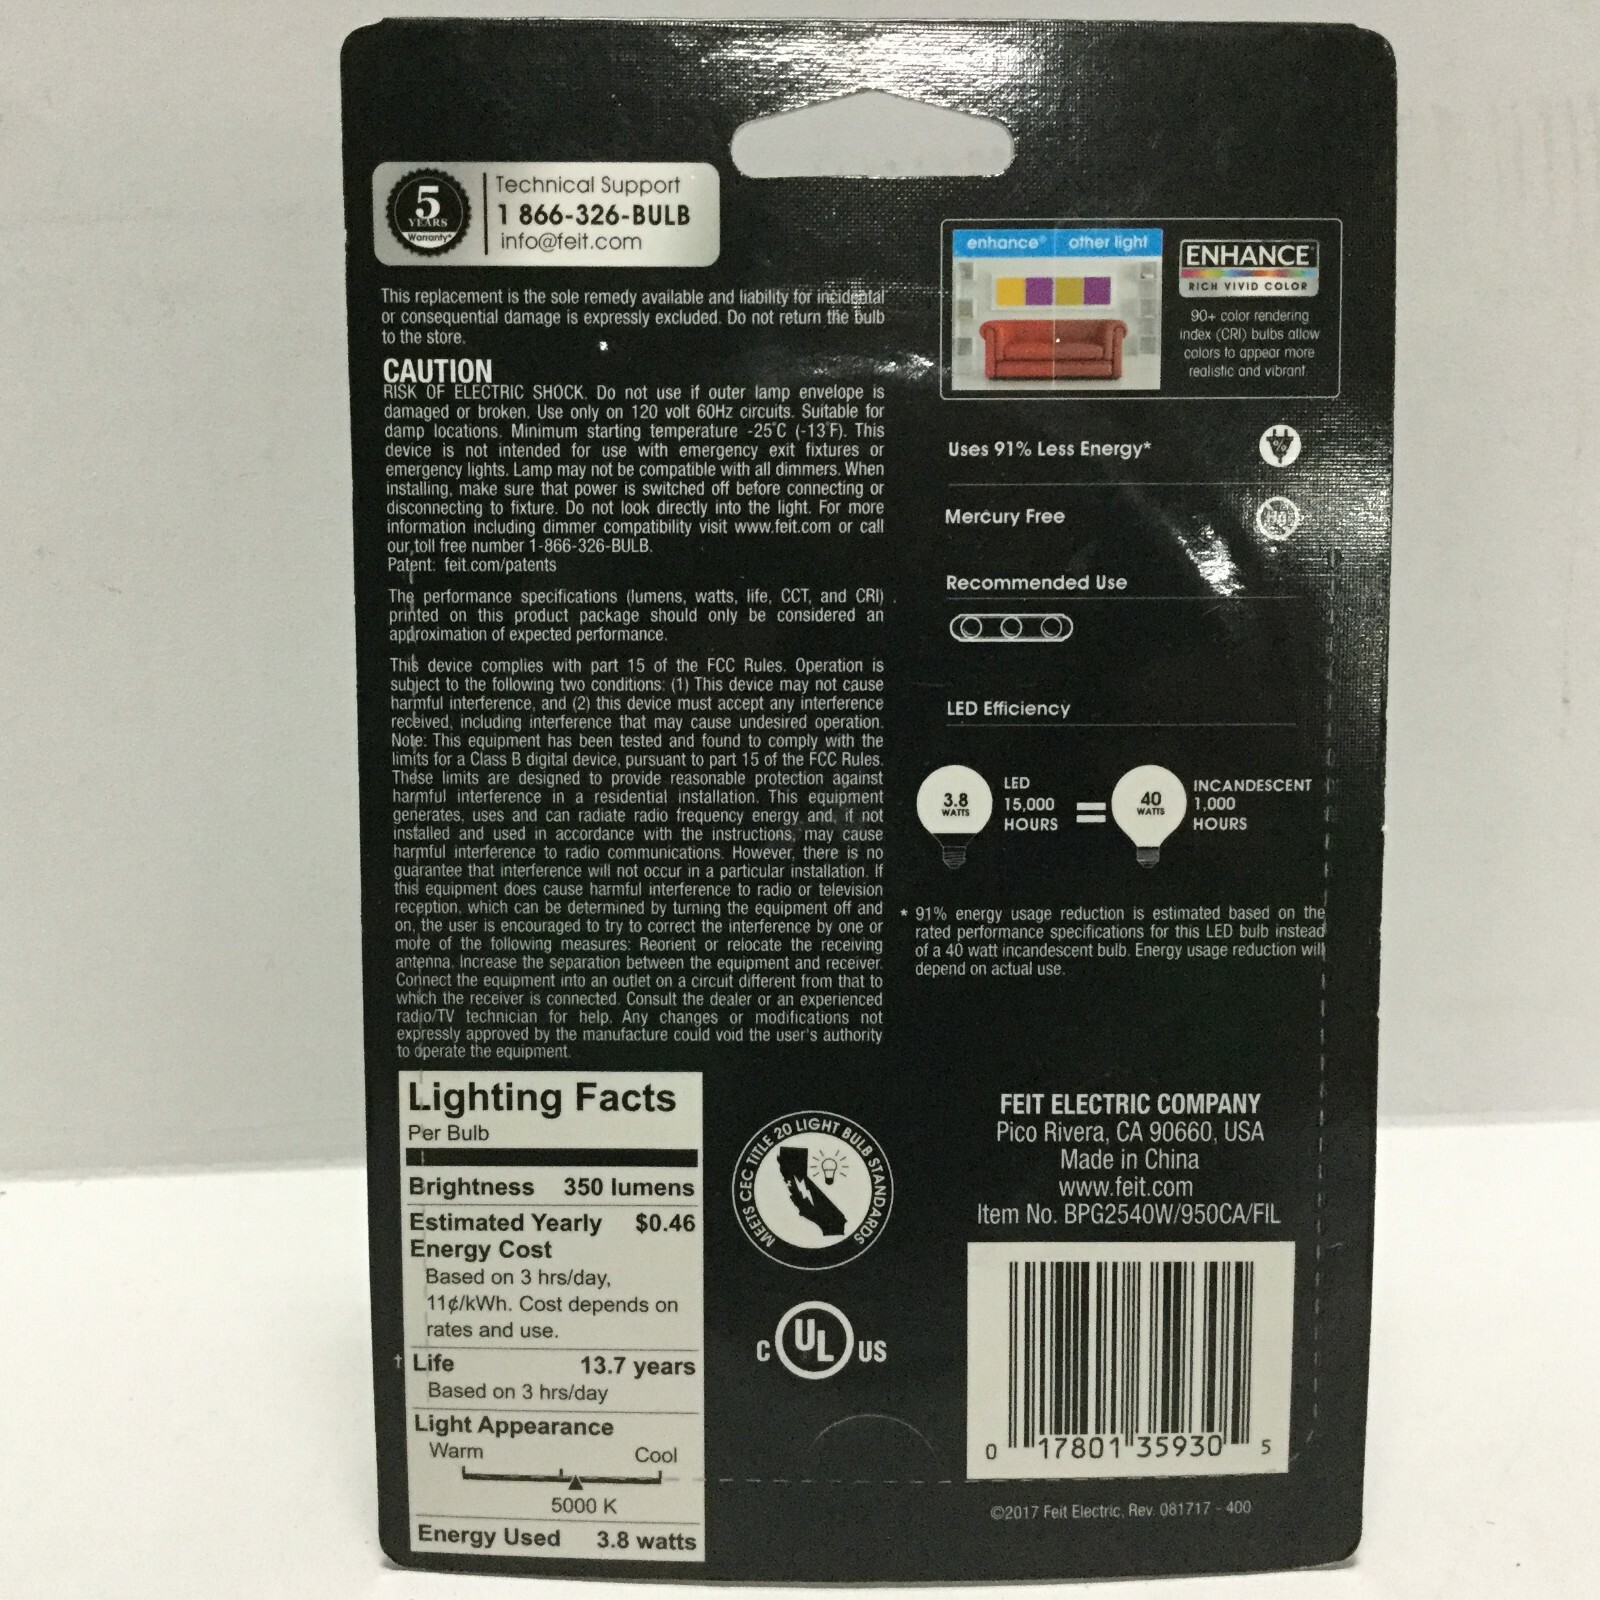 5
YEARS
Warranty*
Technical Support
1 866-326-BULB
info@feit.com
This replacement is the sole remedy available and liability for incidental
or consequential damage is expressly excluded. Do not return the bulb
to the store.
CAUTION
RISK OF ELECTRIC SHOCK. Do not use if outer lamp envelope is
damaged or broken. Use only on 120 volt 60Hz circuits. Suitable for
damp locations. Minimum starting temperature -25°C (-13°F). This
device is not intended for use with emergency exit fixtures or
emergency lights. Lamp may not be compatible with all dimmers. When
installing, make sure that power is switched off before connecting or
disconnecting to fixture. Do not look directly into the light. For more
information including dimmer compatibility visit www.feit.com or call
our toll free number 1-866-326-BULB.
Patent: feit.com/patents
The performance specifications (lumens, watts, life, CCT, and CRI)
printed on this product package should only be considered an
approximation of expected performance.
This device complies with part 15 of the FCC Rules. Operation is
subject to the following two conditions: (1) This device may not cause
harmful interference, and (2) this device must accept any interference
received, including interference that may cause undesired operation.
Note: This equipment has been tested and found to comply with the
limits for a Class B digital device, pursuant to part 15 of the FCC Rules.
These limits are designed to provide reasonable protection against
harmful interference in a residential installation. This equipment
generates, uses and can radiate radio frequency energy and, if not
installed and used in accordance with the instructions, may cause
harmful interference to radio communications. However, there is no
guarantee that interference will not occur in a particular installation. If
this equipment does cause harmful interference to radio or television
reception, which can be determined by turning the equipment off and
on, the user is encouraged to try to correct the interference by one or
more of the following measures: Reorient or relocate the receiving
antenna. Increase the separation between the equipment and receiver.
Connect the equipment into an outlet on a circuit different from that to
which the receiver is connected. Consult the dealer or an experienced
radio/TV technician for help. Any changes or modifications not
expressly approved by the manufacture could void the user's authority
to operate the equipment.
Lighting Facts
Per Bulb
Brightness 350 lumens
Estimated Yearly $0.46
Energy Cost
Based on 3 hrs/day,
11¢/kWh. Cost depends on
rates and use.
† Life 13.7 years
Based on 3 hrs/day
Light Appearance
Warm Cool
5000 K
Energy Used 3.8 watts
MEETS CEC TITLE 20 LIGHT BULB STANDARDS
C UL US
enhance® other light
ENHANCE
RICH VIVID COLOR
90+ color rendering
index (CRI) bulbs allow
colors to appear more
realistic and vibrant.
Uses 91% Less Energy*
%
Mercury Free
Hg
Recommended Use
LED Efficiency
3.8
WATTS
LED
15,000
HOURS
=
40
WATTS
INCANDESCENT
1,000
HOURS
* 91% energy usage reduction is estimated based on the
rated performance specifications for this LED bulb instead
of a 40 watt incandescent bulb. Energy usage reduction will
depend on actual use.
FEIT ELECTRIC COMPANY
Pico Rivera, CA 90660, USA
Made in China
www.feit.com
Item No. BPG2540W/950CA/FIL
0 17801 35930 5
©2017 Feit Electric, Rev. 081717 - 400